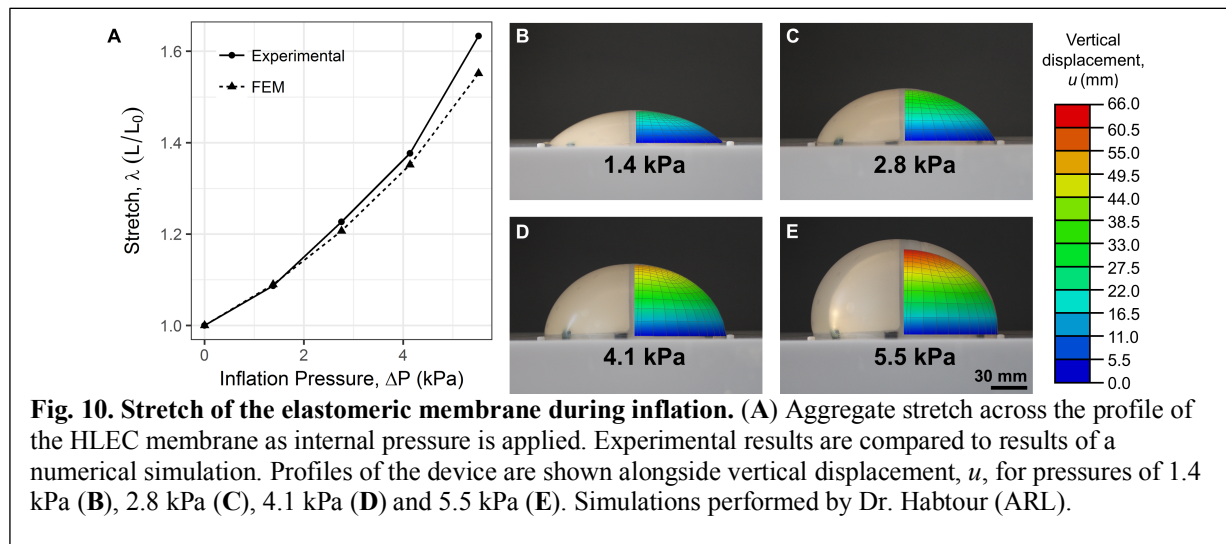 A
Experimental
FEM
Stretch, λ (L/L0)
1.6
1.4
1.2
1.0
0
2
4
Inflation Pressure, ΔP (kPa)
B
1.4 kPa
C
2.8 kPa
D
4.1 kPa
E
5.5 kPa
30 mm
Vertical
displacement,
u (mm)
66.0
60.5
55.0
49.5
44.0
38.5
33.0
27.5
22.0
16.5
11.0
5.5
0.0
Fig. 10. Stretch of the elastomeric membrane during inflation. (A) Aggregate stretch across the profile of
the HLEC membrane as internal pressure is applied. Experimental results are compared to results of a
numerical simulation. Profiles of the device are shown alongside vertical displacement, u, for pressures of 1.4
kPa (B), 2.8 kPa (C), 4.1 kPa (D) and 5.5 kPa (E). Simulations performed by Dr. Habtour (ARL).